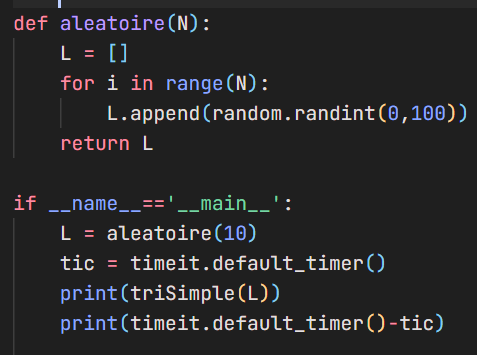 def aleatoire(N):
    L = []
    for i in range(N):
        L.append(random.randint(0,100))
    return L
if __name__=='__main__':
    L = aleatoire(10)
    tic = timeit.default_timer()
    print(triSimple(L))
    print(timeit.default_timer()-tic)